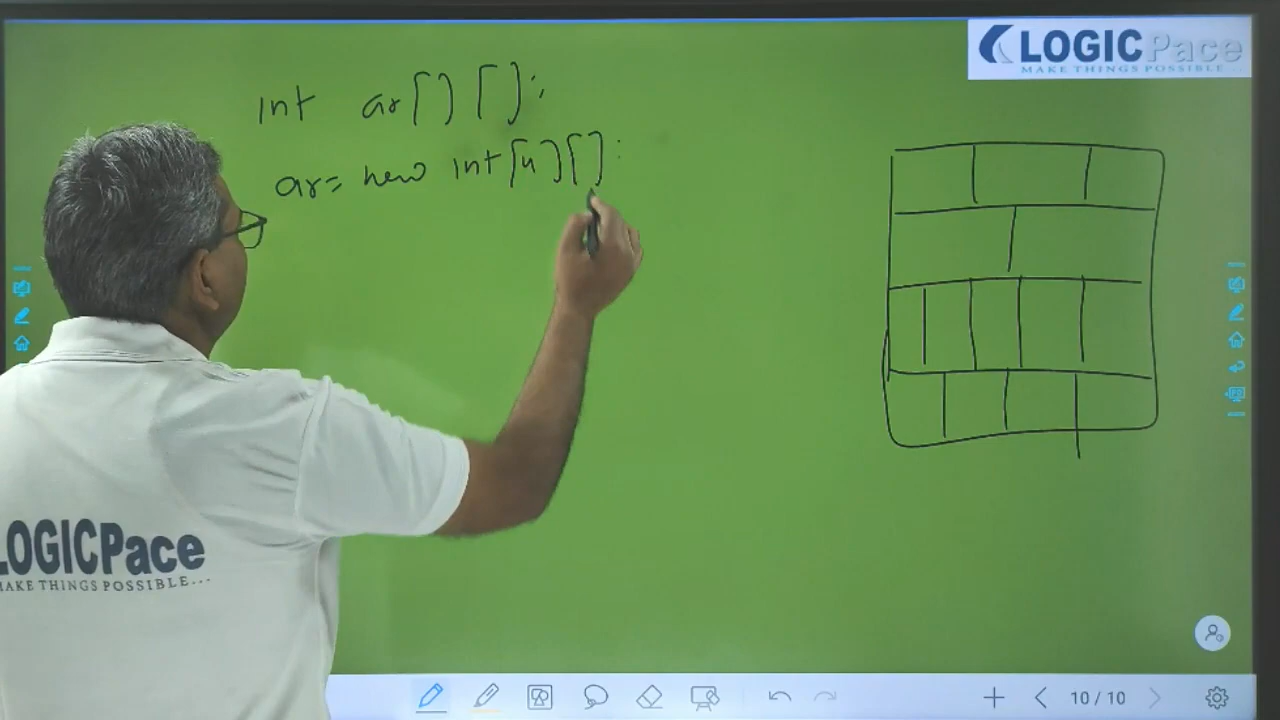 LOGICPace
MAKE THINGS POSSIBLE...
int ar[][];
ar= new int[4][]:
LOGICPace
MAKE THINGS POSSIBLE...
10/10